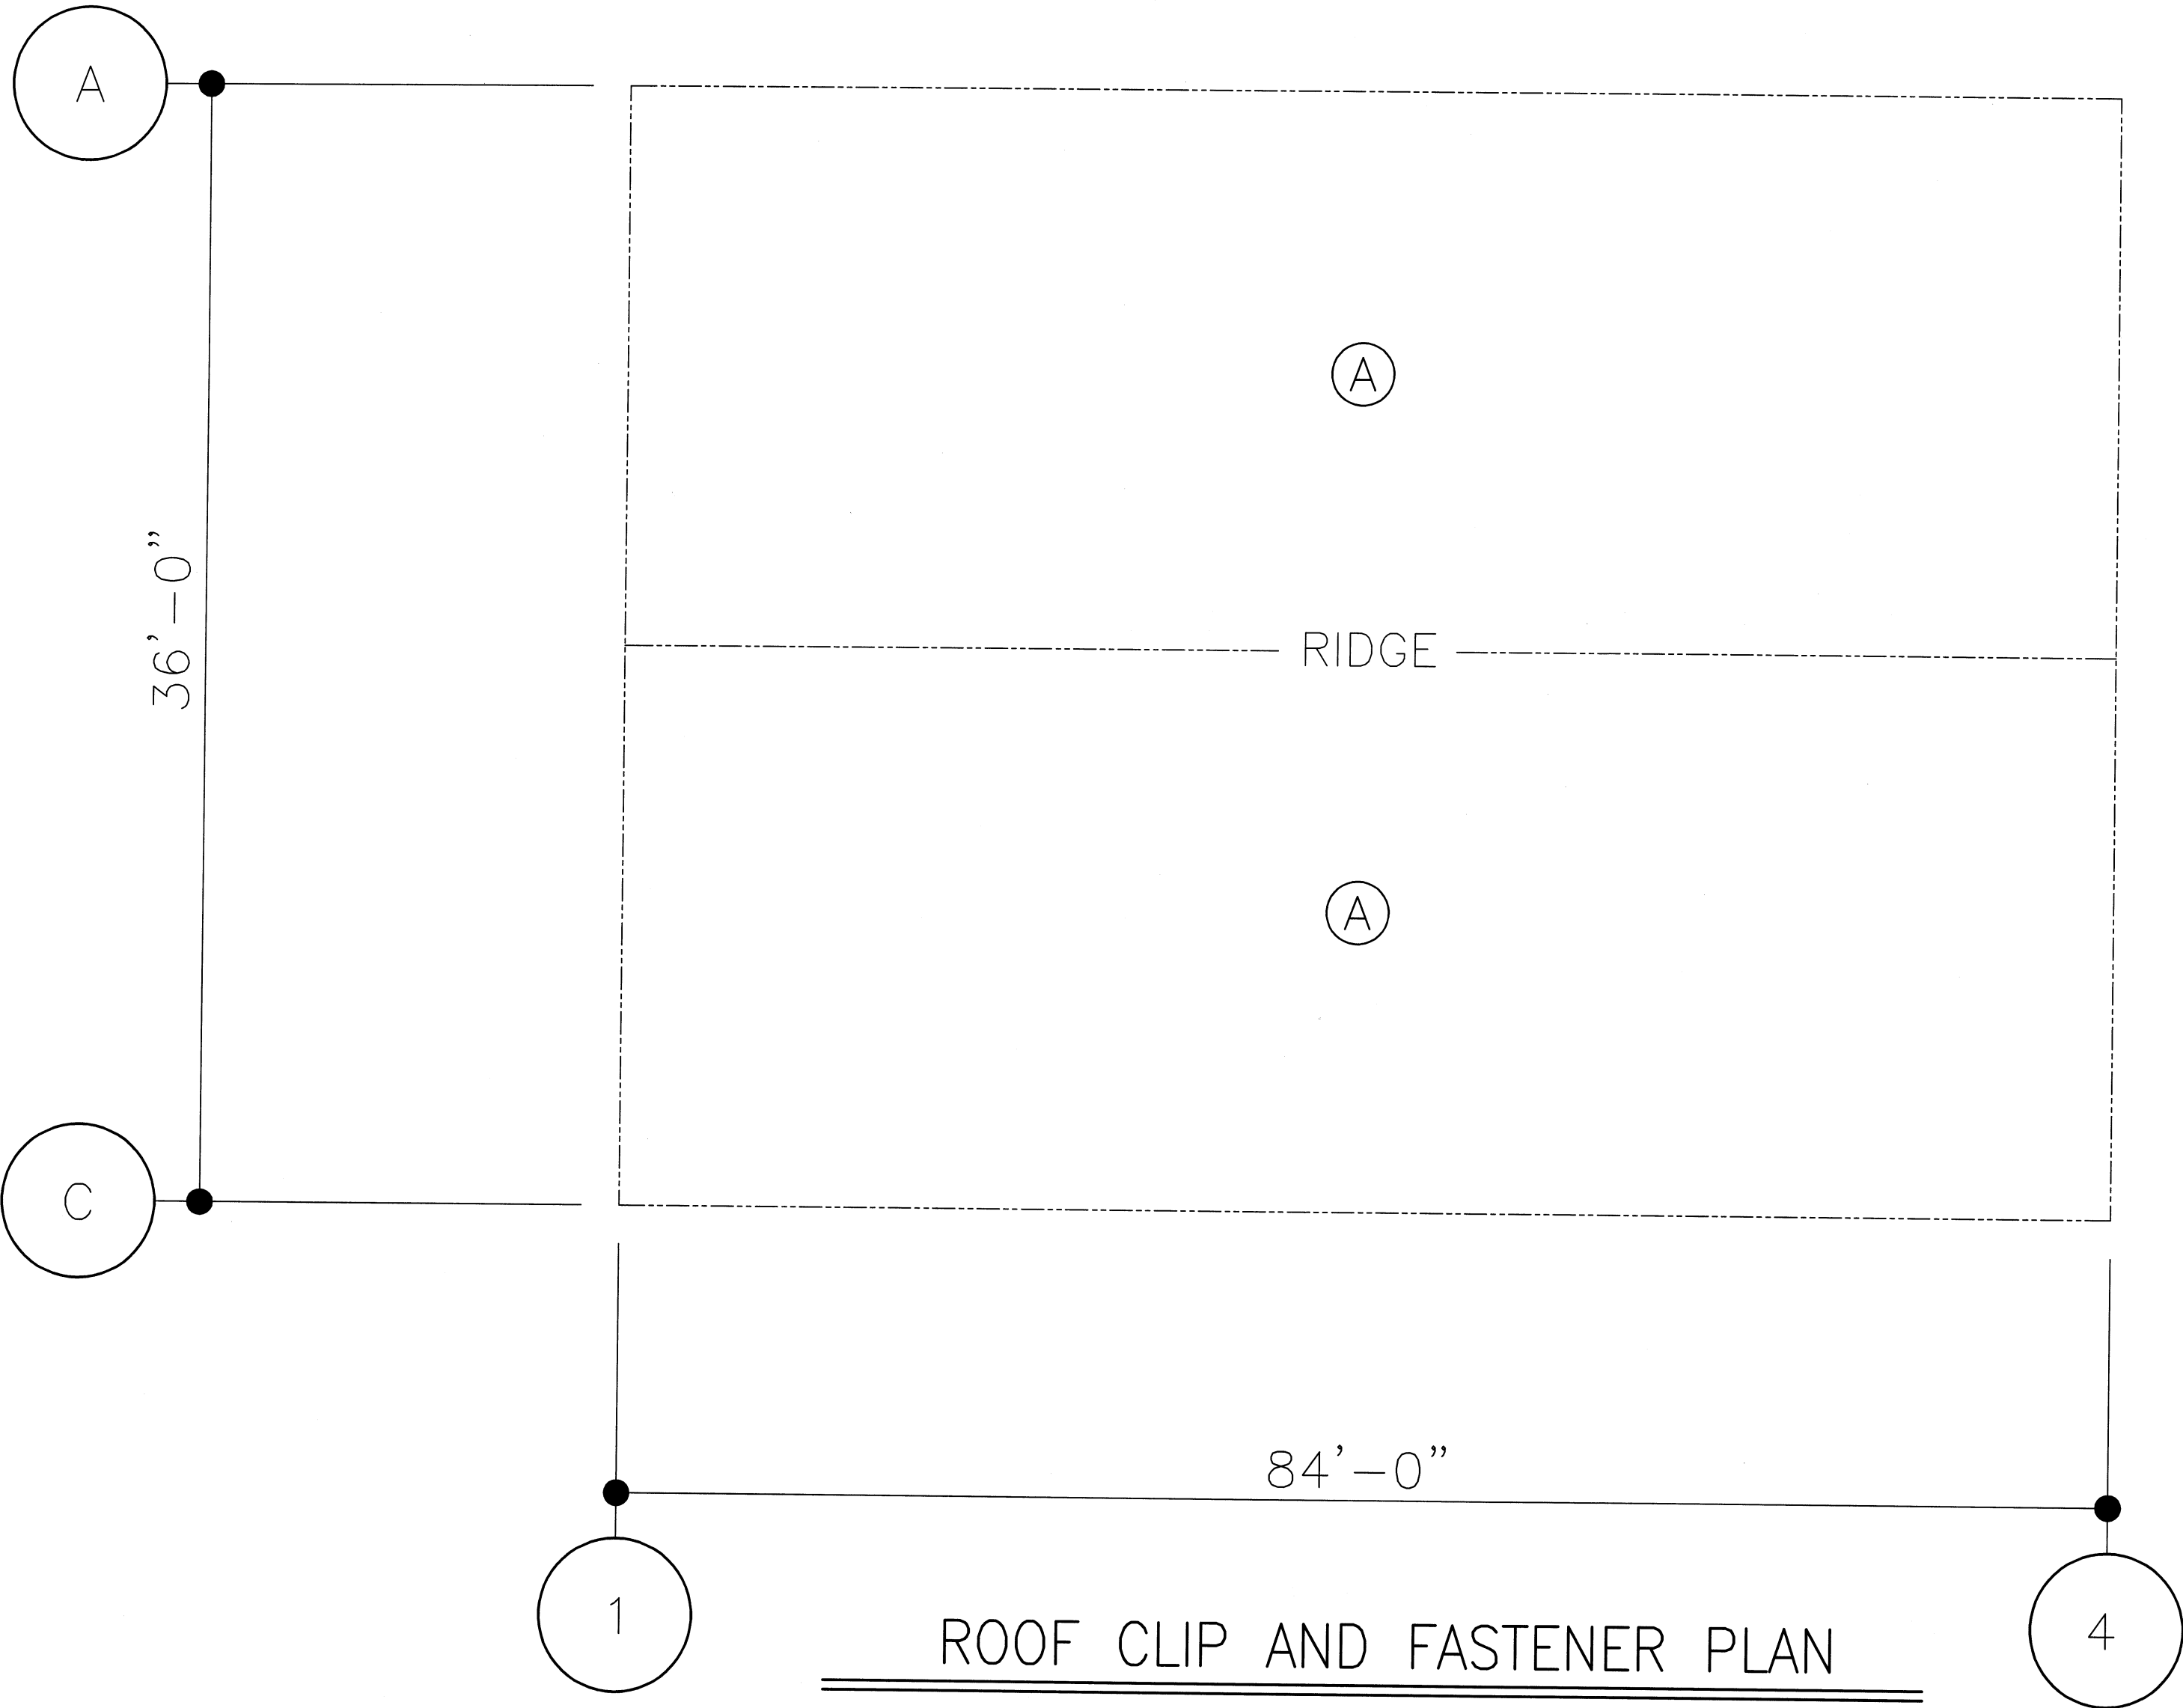 A
A
36'-0"
RIDGE
A
C
84'-0"
1
4
ROOF CLIP AND FASTENER PLAN